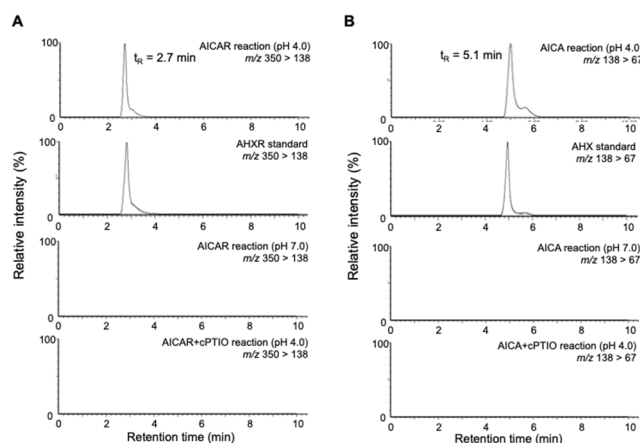 A
Relative intensity (%)
100
0
AICAR reaction (pH 4.0)
m/z 350 > 138
tR = 2.7 min
0 2 4 6 8 10
100
0
AHXR standard
m/z 350 > 138
0 2 4 6 8 10
100
0
AICAR reaction (pH 7.0)
m/z 350 > 138
0 2 4 6 8 10
100
0
AICAR+cPTIO reaction (pH 4.0)
m/z 350 > 138
0 2 4 6 8 10
Retention time (min)
B
Relative intensity (%)
100
0
AICA reaction (pH 4.0
m/z 138 > 67
tR = 5.1 min
0 2 4 6 8 10
100
0
AHX standard
m/z 138 > 67
0 2 4 6 8 10
100
0
AICA reaction (pH 7.0)
m/z 138 > 67
0 2 4 6 8 10
100
0
AICA+cPTIO reaction (pH 4.0)
m/z 138 > 67
0 2 4 6 8 10
Retention time (min)